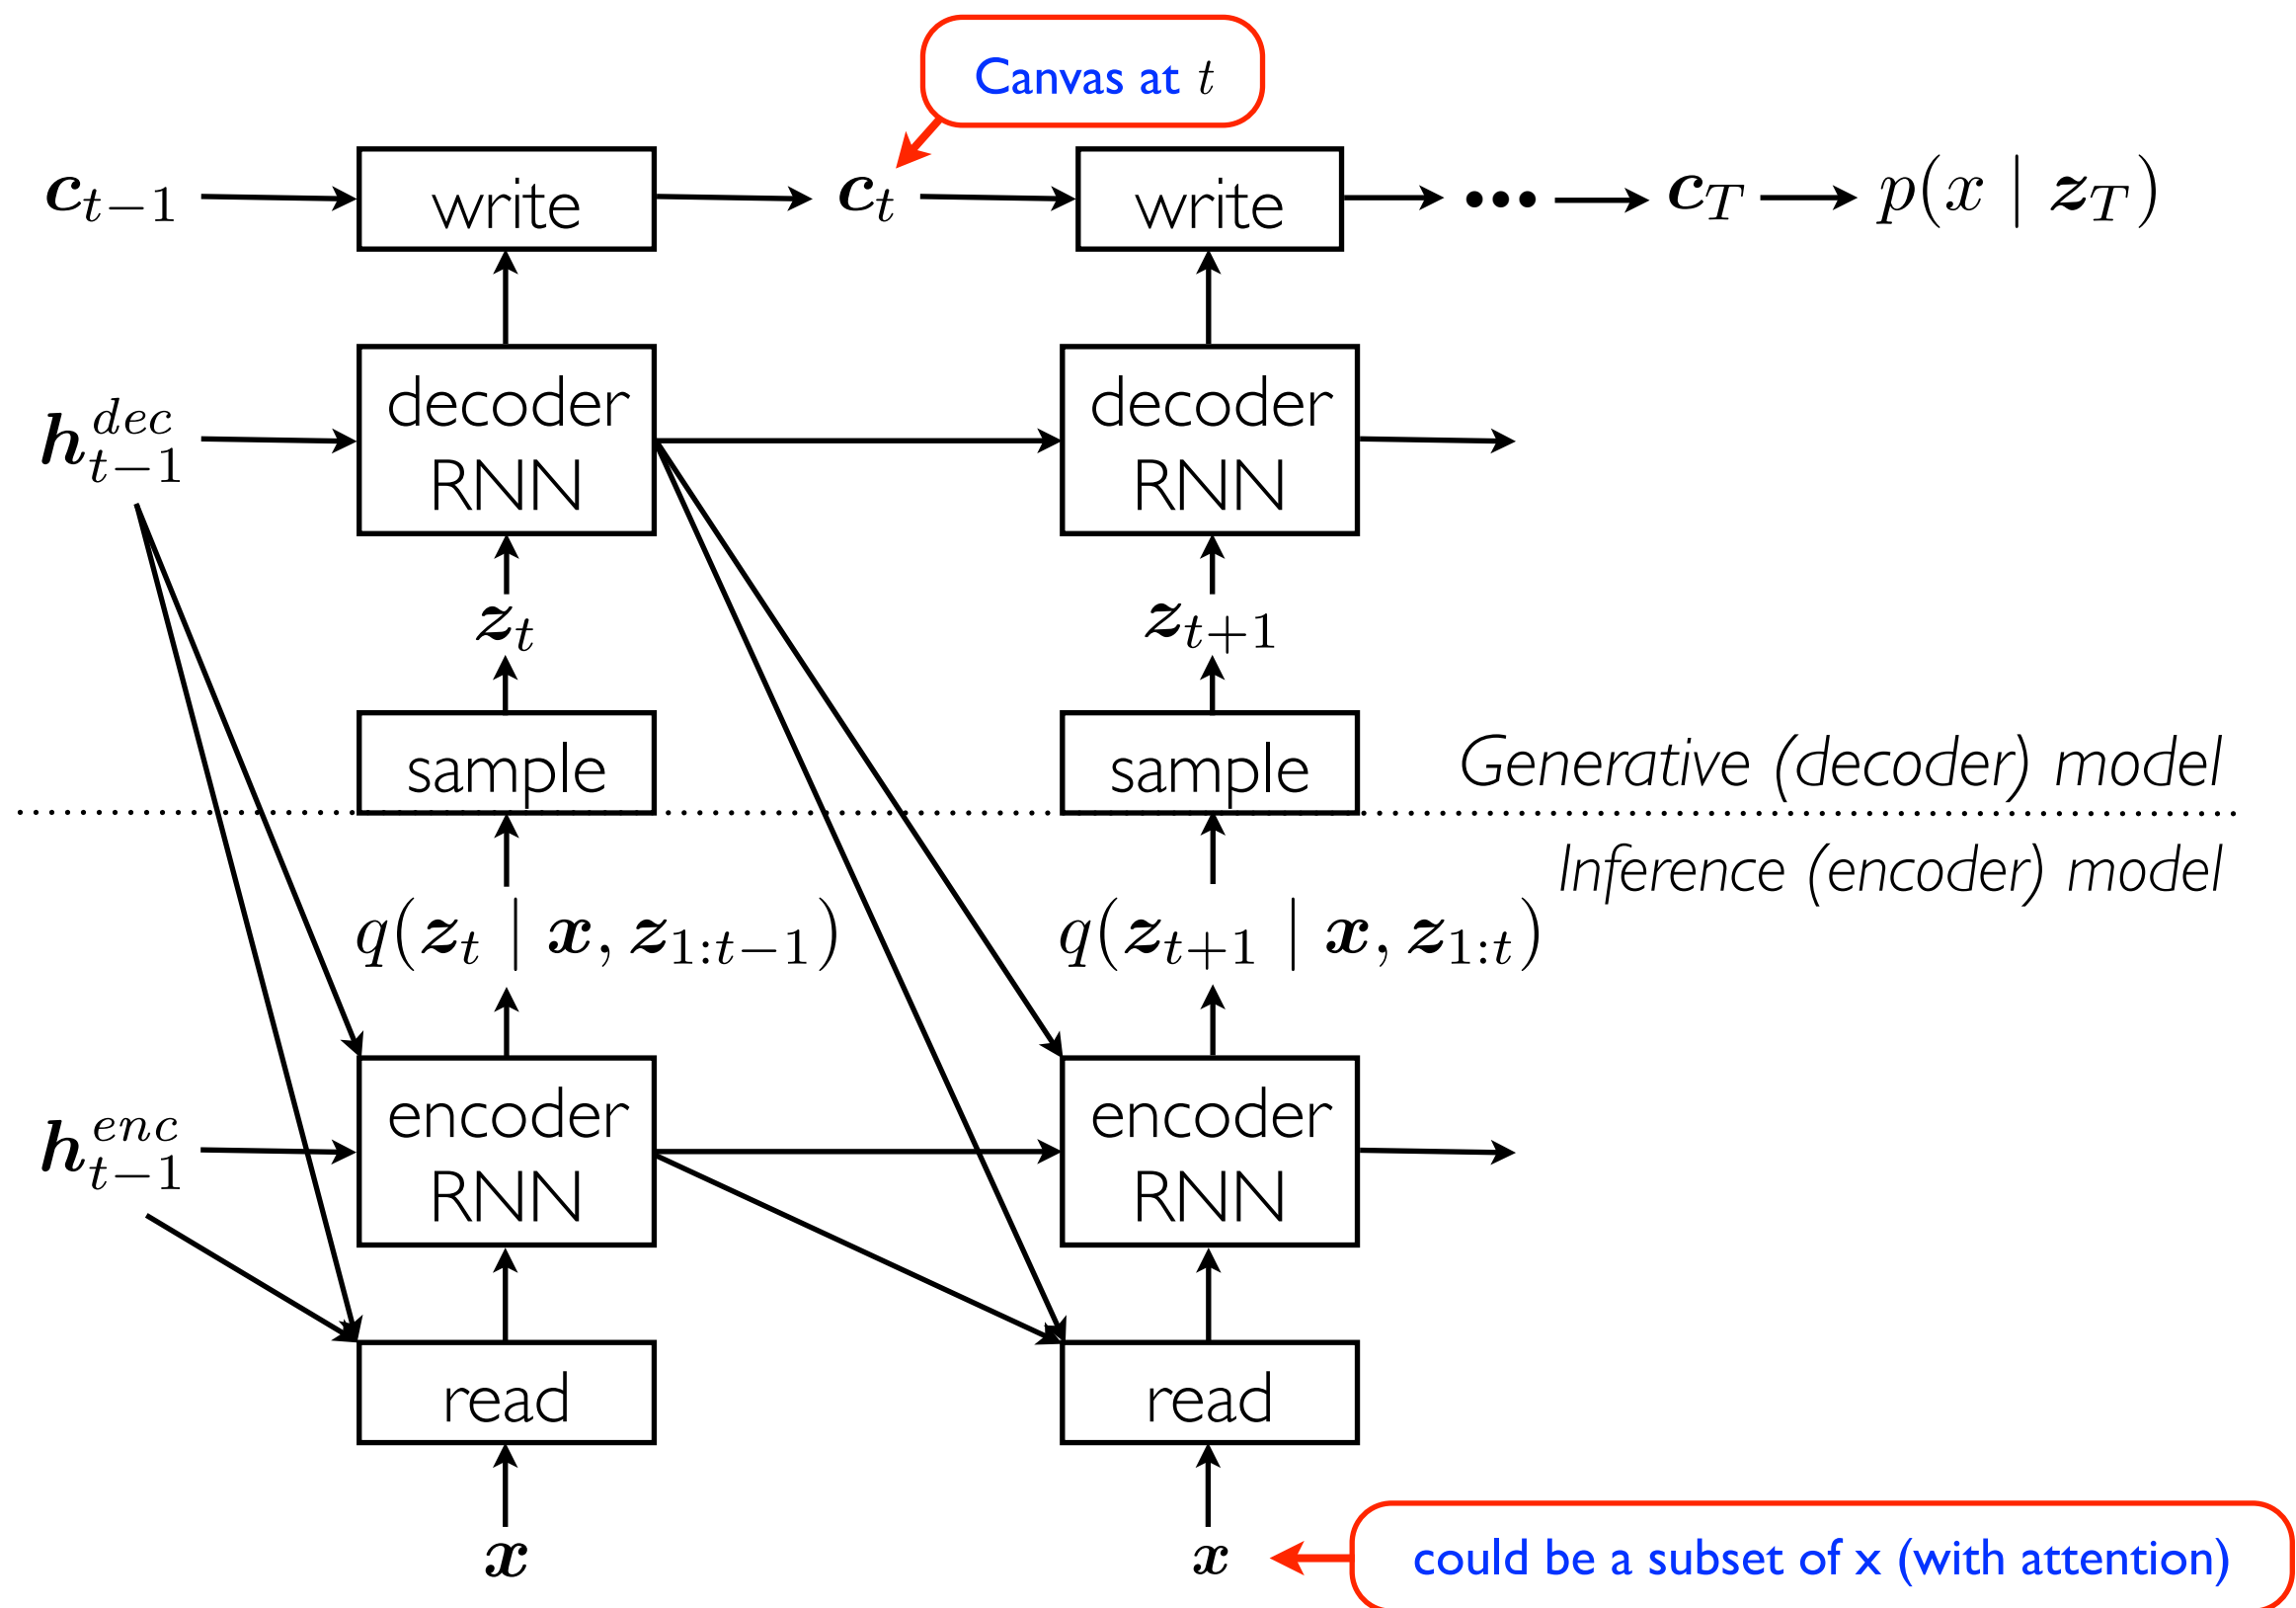 Canvas at t
c_{t-1} write c_t write ••• c_T p(x | z_T)
h_{t-1}^{dec} decoder RNN decoder RNN
z_t z_{t+1}
sample sample Generative (decoder) model
Inference (encoder) model
q(z_t | x, z_{1:t-1}) q(z_{t+1} | x, z_{1:t})
h_{t-1}^{enc} encoder RNN encoder RNN
read read
x x could be a subset of x (with attention)